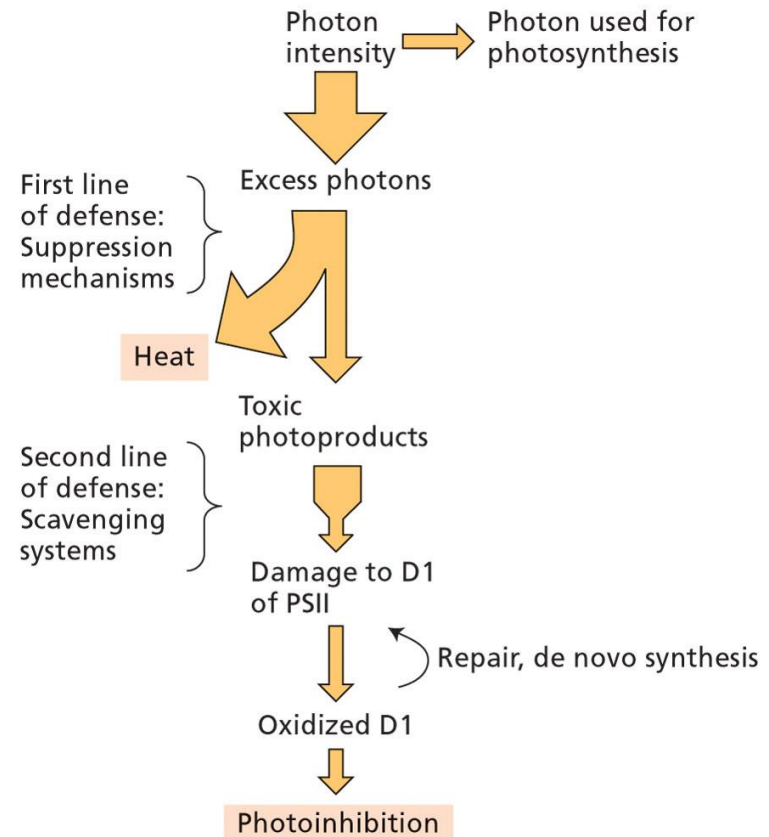 Photon
intensity
Photon used for
photosynthesis
Excess photons
First line
of defense:
Suppression
mechanisms
Heat
Toxic
photoproducts
Second line
of defense:
Scavenging
systems
Damage to D1
of PSII
Repair, de novo synthesis
Oxidized D1
Photoinhibition